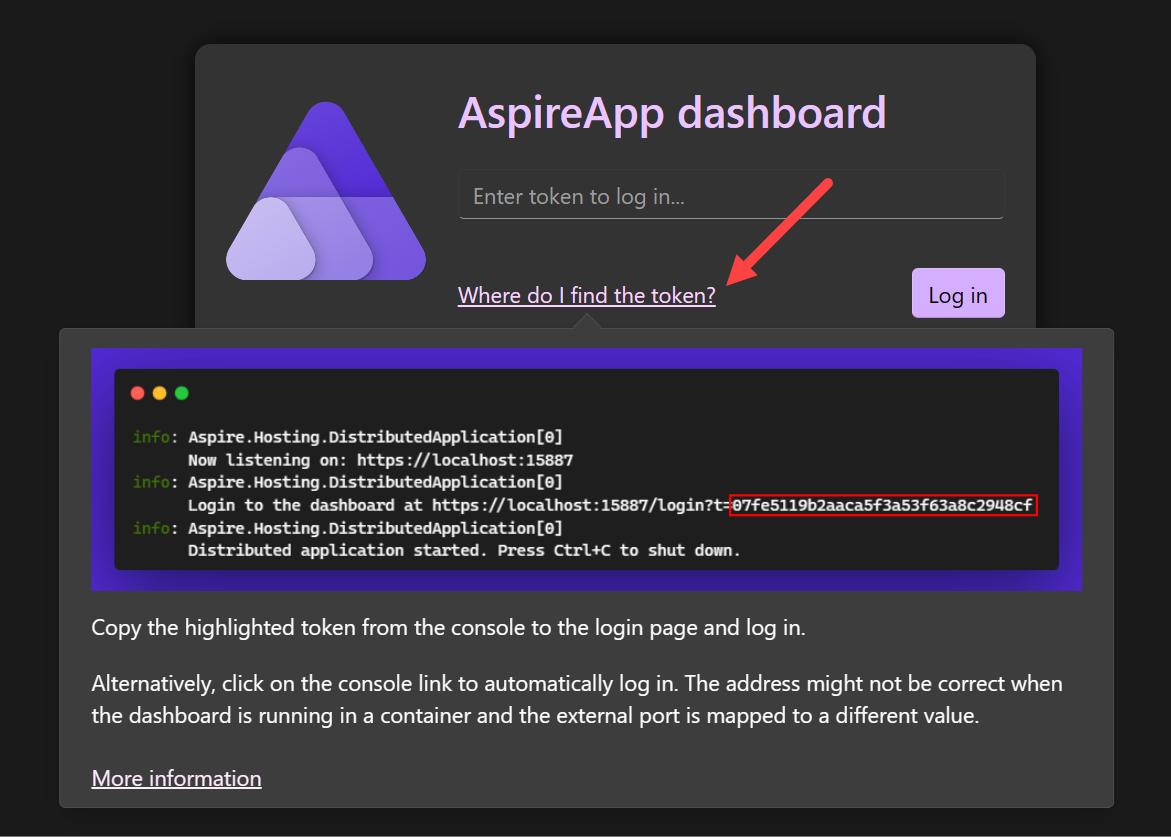 AspireApp dashboard
Enter token to log in...
Where do I find the token?
Log in
info: Aspire.Hosting.DistributedApplication[0]
Now listening on: https://localhost:15887
info: Aspire.Hosting.DistributedApplication[0]
Login to the dashboard at https://localhost:15887/login?t=07fe5119b2aaca5f3a53f63a8c2948cf
info: Aspire.Hosting.DistributedApplication[0]
Distributed application started. Press Ctrl+C to shut down.
Copy the highlighted token from the console to the login page and log in.
Alternatively, click on the console link to automatically log in. The address might not be correct when
the dashboard is running in a container and the external port is mapped to a different value.
More information